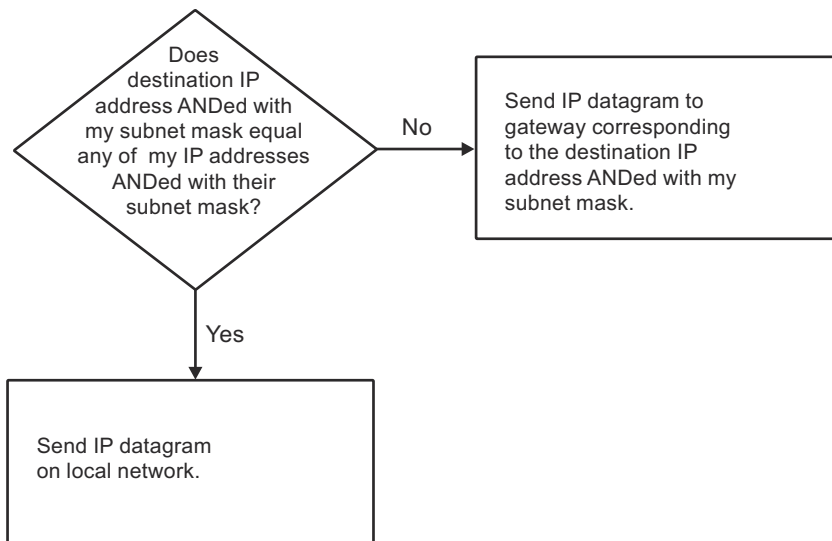 Does
destination IP
address ANDed with
my subnet mask equal
any of my IP addresses
ANDed with their
subnet mask?
No
Send IP datagram to
gateway corresponding
to the destination IP
address ANDed with my
subnet mask.
Yes
Send IP datagram
on local network.